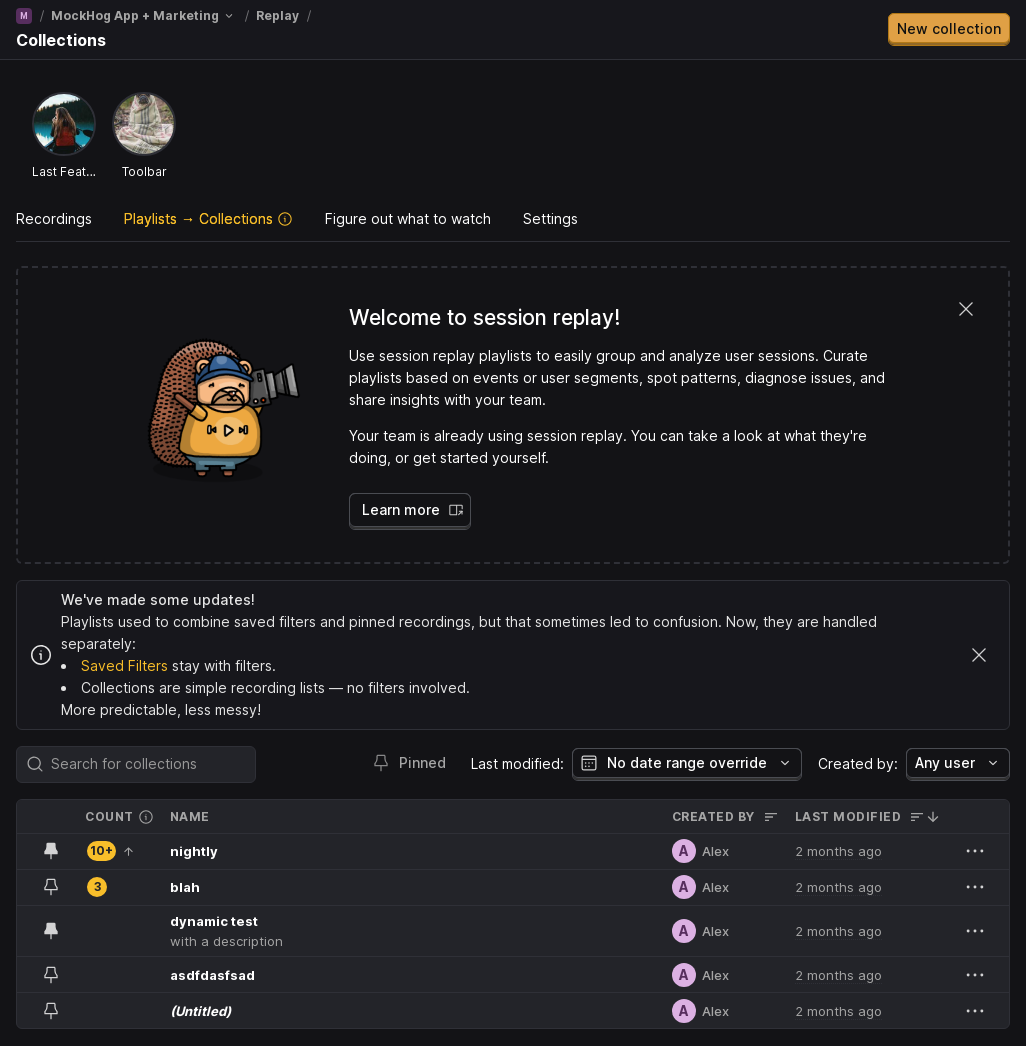 M / MockHog App + Marketing / Replay /
Collections
New collection
Last Feat...
Toolbar
Recordings
Playlists → Collections
Figure out what to watch
Settings
Welcome to session replay!
Use session replay playlists to easily group and analyze user sessions. Curate
playlists based on events or user segments, spot patterns, diagnose issues, and
share insights with your team.
Your team is already using session replay. You can take a look at what they're
doing, or get started yourself.
Learn more
We've made some updates!
Playlists used to combine saved filters and pinned recordings, but that sometimes led to confusion. Now, they are handled
separately:
• Saved Filters stay with filters.
• Collections are simple recording lists — no filters involved.
More predictable, less messy!
Search for collections
Pinned
Last modified:
No date range override
Created by:
Any user
COUNT NAME CREATED BY LAST MODIFIED
10+ ↑ nightly A Alex 2 months ago
3 blah A Alex 2 months ago
dynamic test
with a description
A Alex 2 months ago
asdfdasfsad A Alex 2 months ago
(Untitled) A Alex 2 months ago